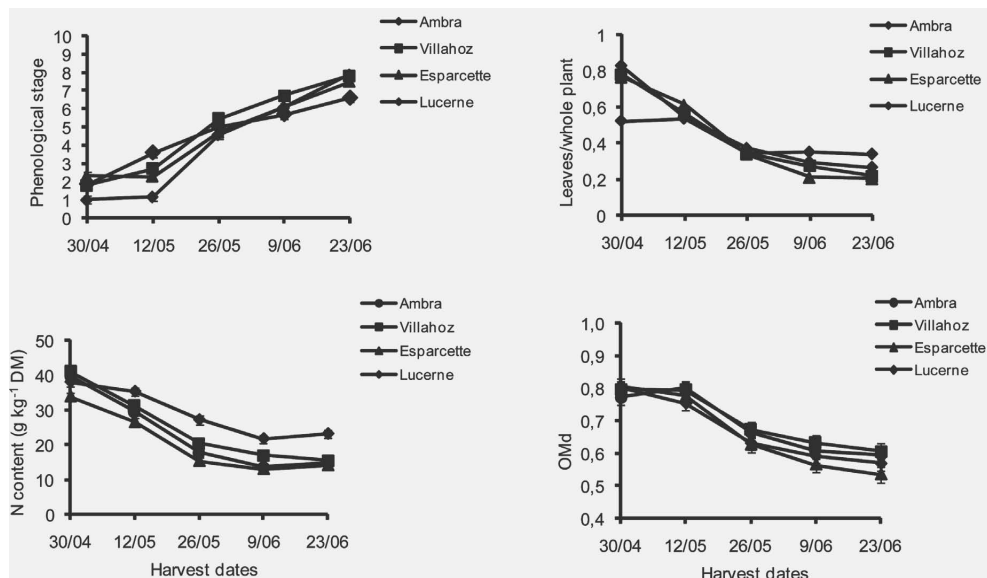 Phenological stage
10
9
8
7
6
5
4
3
2
1
0
30/04 12/05 26/05 9/06 23/06
Ambra
Villahoz
Esparcette
Lucerne
Leaves/whole plant
1
0,8
0,6
0,4
0,2
0
30/04 12/05 26/05 9/06 23/06
Ambra
Villahoz
Esparcette
Lucerne
N content (g kg⁻¹ DM)
50
40
30
20
10
0
30/04 12/05 26/05 9/06 23/06
Harvest dates
Ambra
Villahoz
Esparcette
Lucerne
OMd
1,0
0,9
0,8
0,7
0,6
0,5
0,4
30/04 12/05 26/05 9/06 23/06
Harvest dates
Ambra
Villahoz
Esparcette
Lucerne